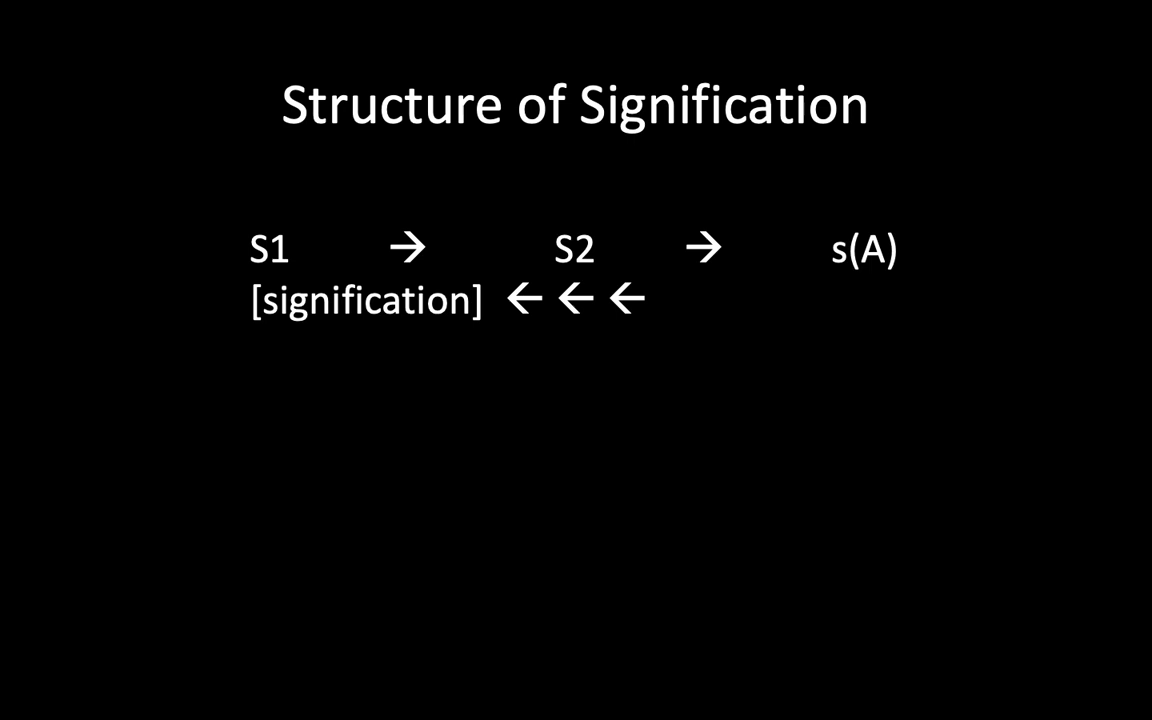 Structure of Signification
S1 → S2 → s(A)
[signification] ← ← ←